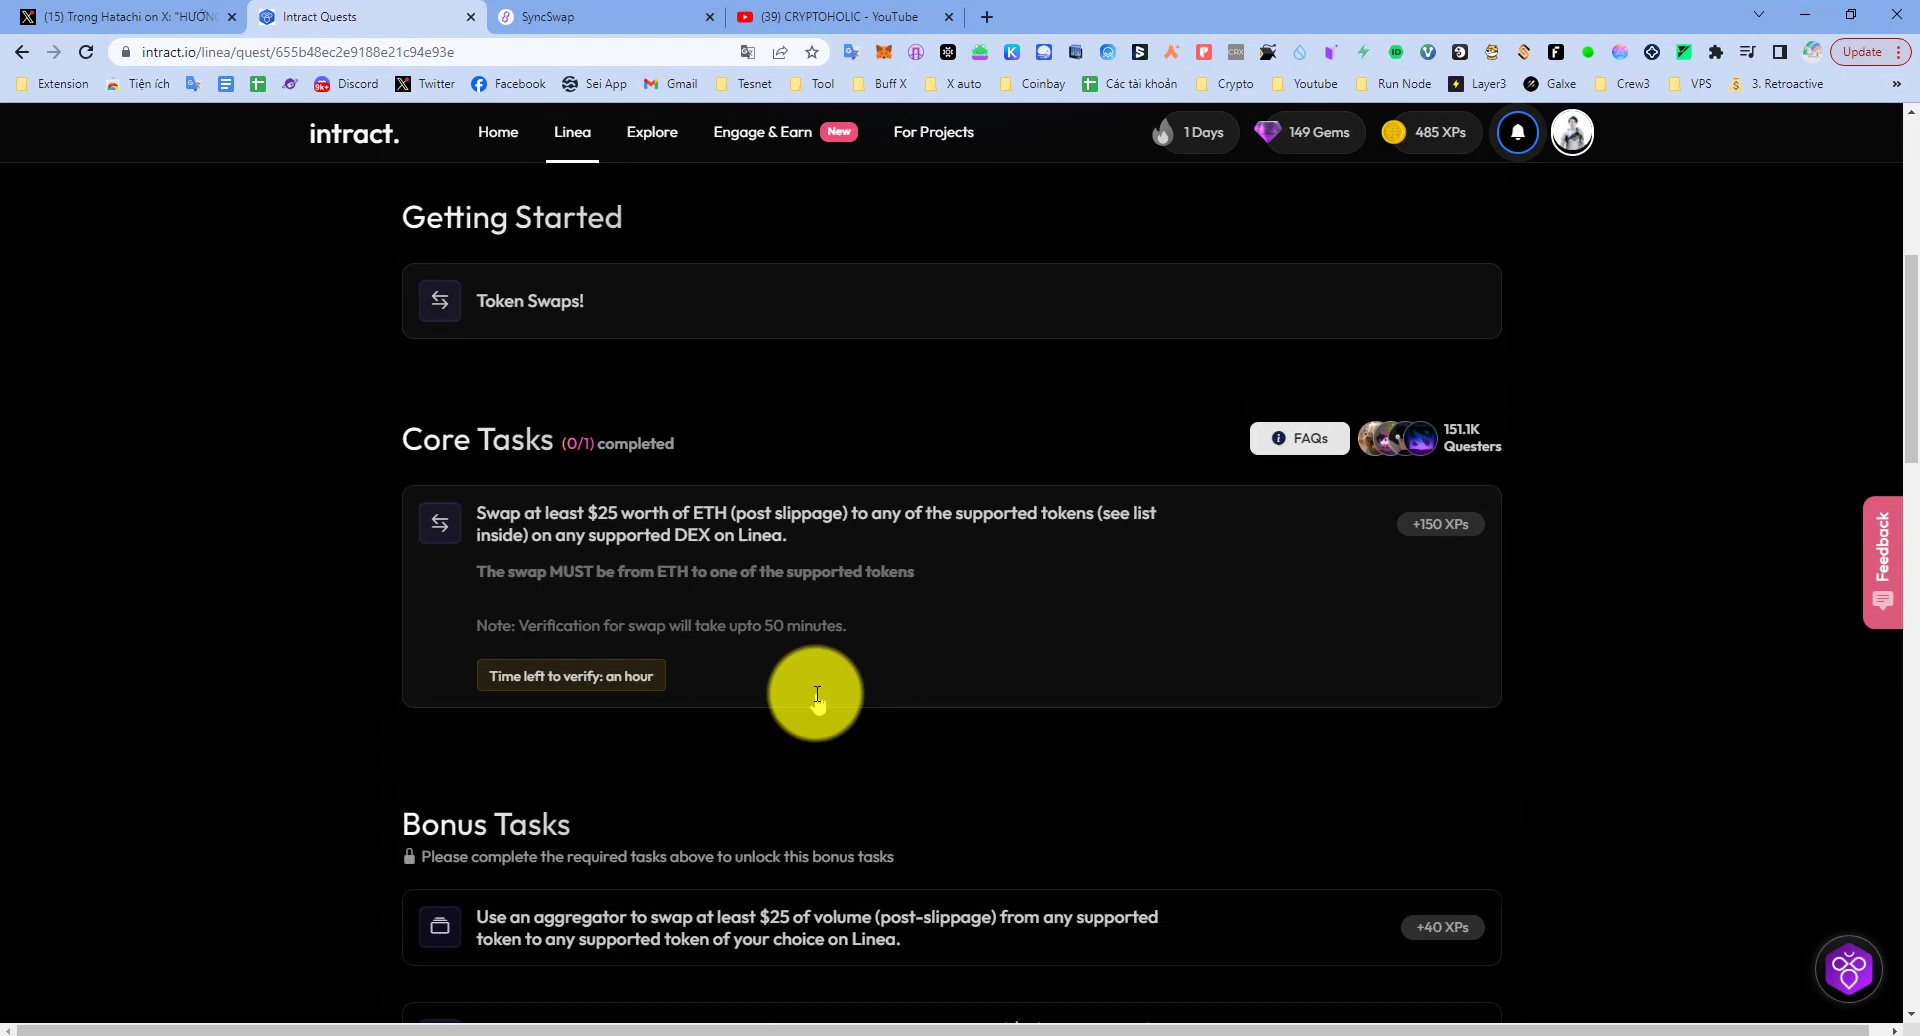 (15) Trọng Hatachi on X: "HƯỚN
Intract Quests
SyncSwap
(39) CRYPTOHOLIC - YouTube
intract.io/linea/quest/655b48ec2e9188e21c94e93e
Update
Extension
Tiện ích
9k+
Discord
Twitter
Facebook
Sei App
Gmail
Tesnet
Tool
Buff X
X auto
Coinbay
Các tài khoản
Crypto
Youtube
Run Node
Layer3
Galxe
Crew3
VPS
3. Retroactive
»
intract.
Home
Linea
Explore
Engage & Earn New
For Projects
1 Days
149 Gems
485 XPs
Getting Started
Token Swaps!
Core Tasks (0/1) completed
FAQs
151.1K
Questers
Swap at least $25 worth of ETH (post slippage) to any of the supported tokens (see list
inside) on any supported DEX on Linea.
+150 XPs
The swap MUST be from ETH to one of the supported tokens
Note: Verification for swap will take upto 50 minutes.
Time left to verify: an hour
Feedback
Bonus Tasks
Please complete the required tasks above to unlock this bonus tasks
Use an aggregator to swap at least $25 of volume (post-slippage) from any supported
token to any supported token of your choice on Linea.
+40 XPs